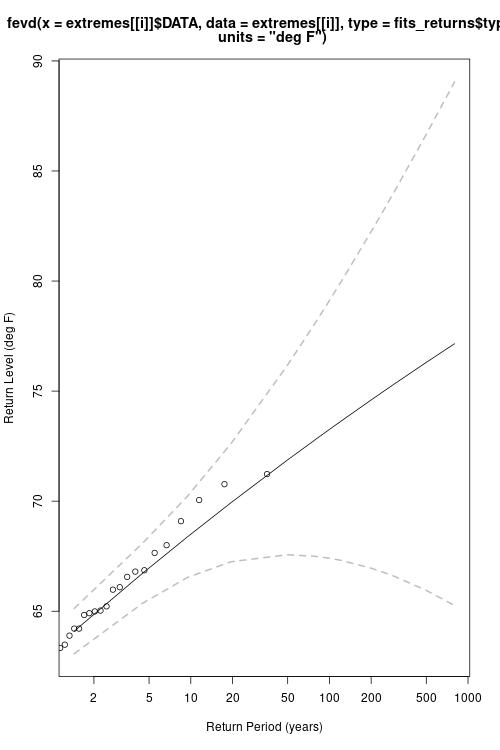 fevd(x = extremes[[i]]$DATA, data = extremes[[i]], type = fits_returns$typ
units = "deg F")
90
85
80
75
70
65
Return Level (deg F)
2 5 10 20 50 100 200 500 1000
Return Period (years)